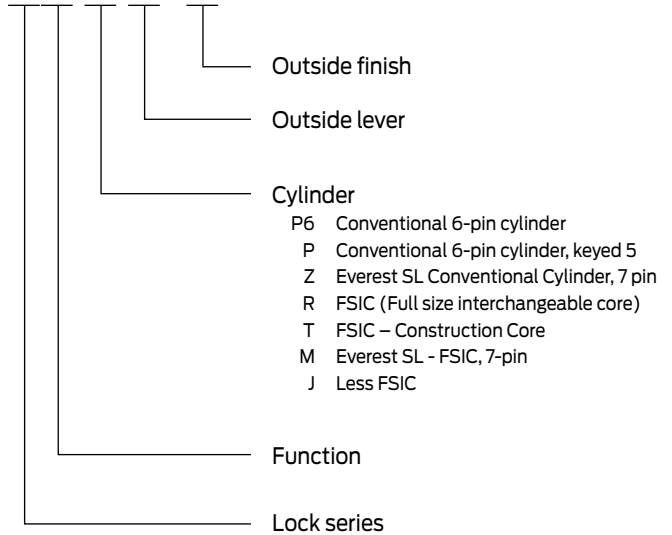 Outside finish
Outside lever
Cylinder
P6 Conventional 6-pin cylinder
P Conventional 6-pin cylinder, keyed 5
Z Everest SL Conventional Cylinder, 7 pin
R FSIC (Full size interchangeable core)
T FSIC – Construction Core
M Everest SL - FSIC, 7-pin
J Less FSIC
Function
Lock series